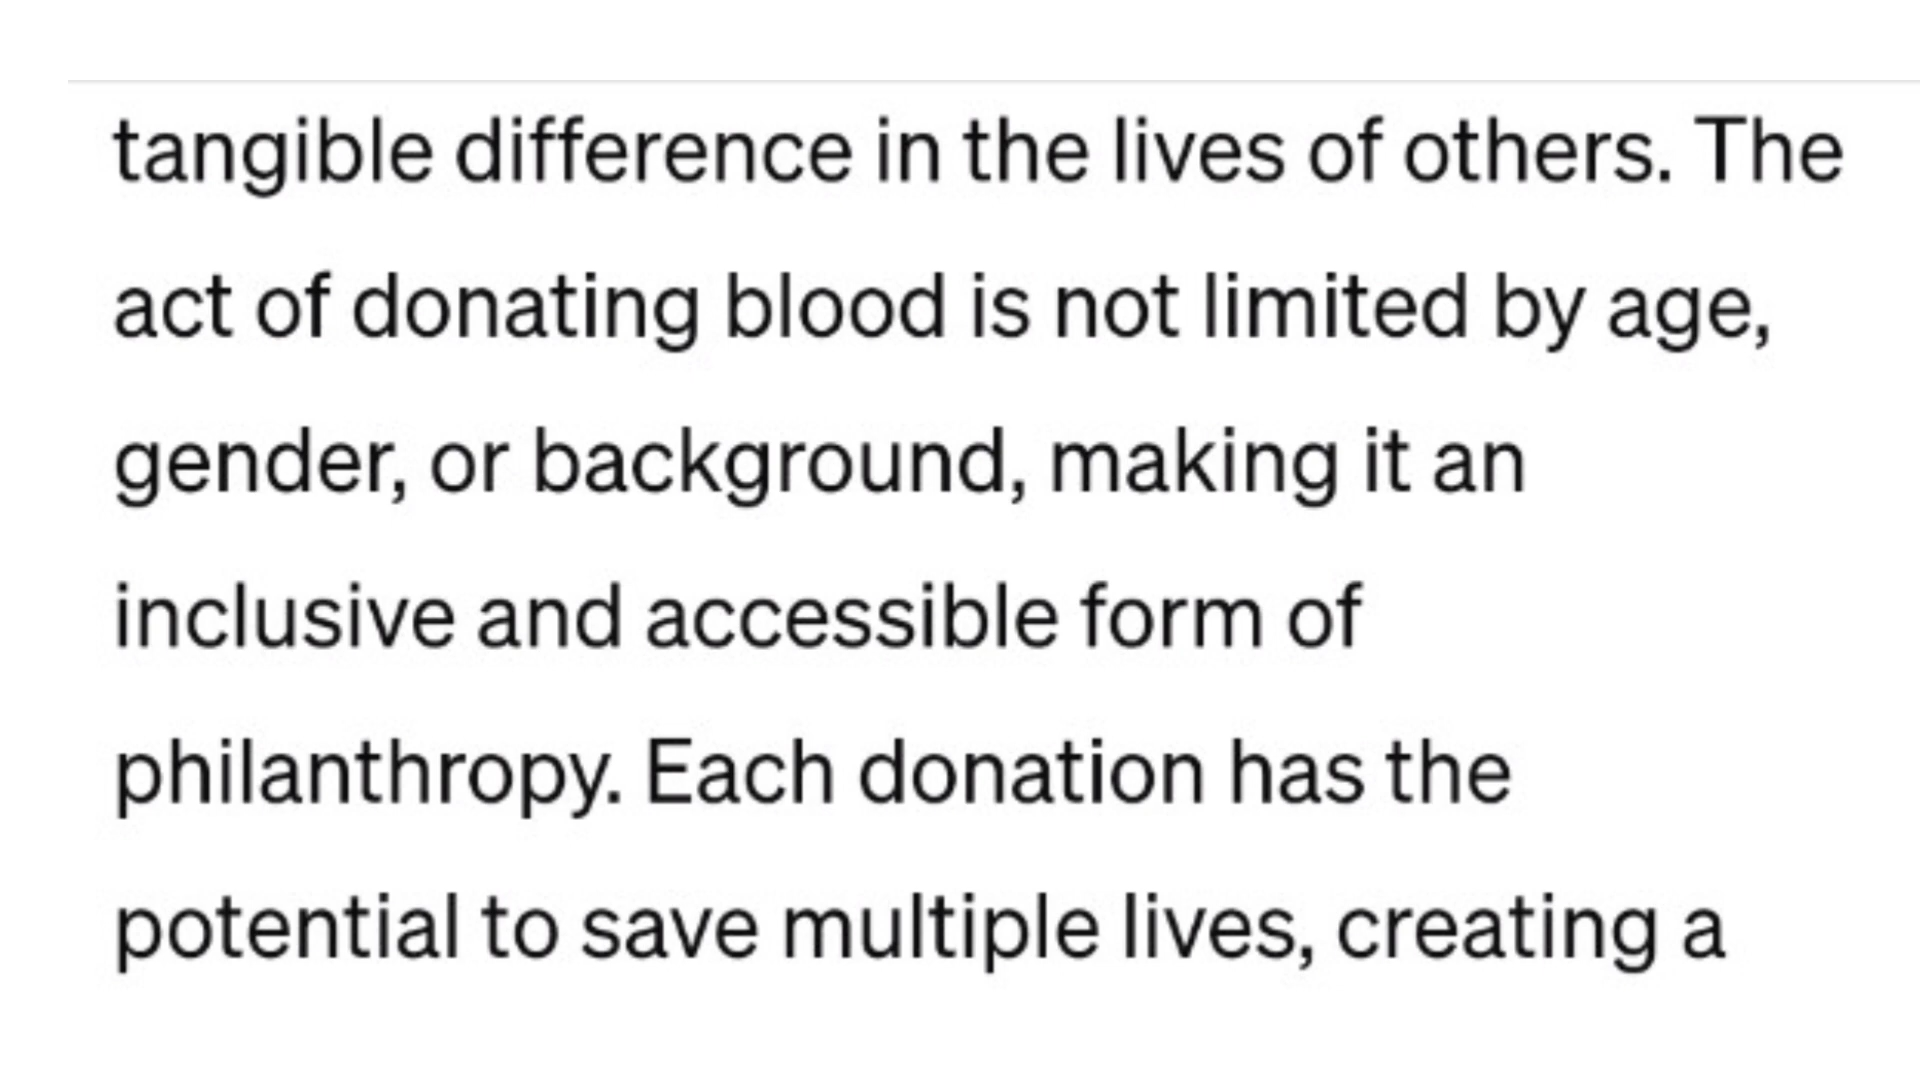 tangible difference in the lives of others. The
act of donating blood is not limited by age,
gender, or background, making it an
inclusive and accessible form of
philanthropy. Each donation has the
potential to save multiple lives, creating a